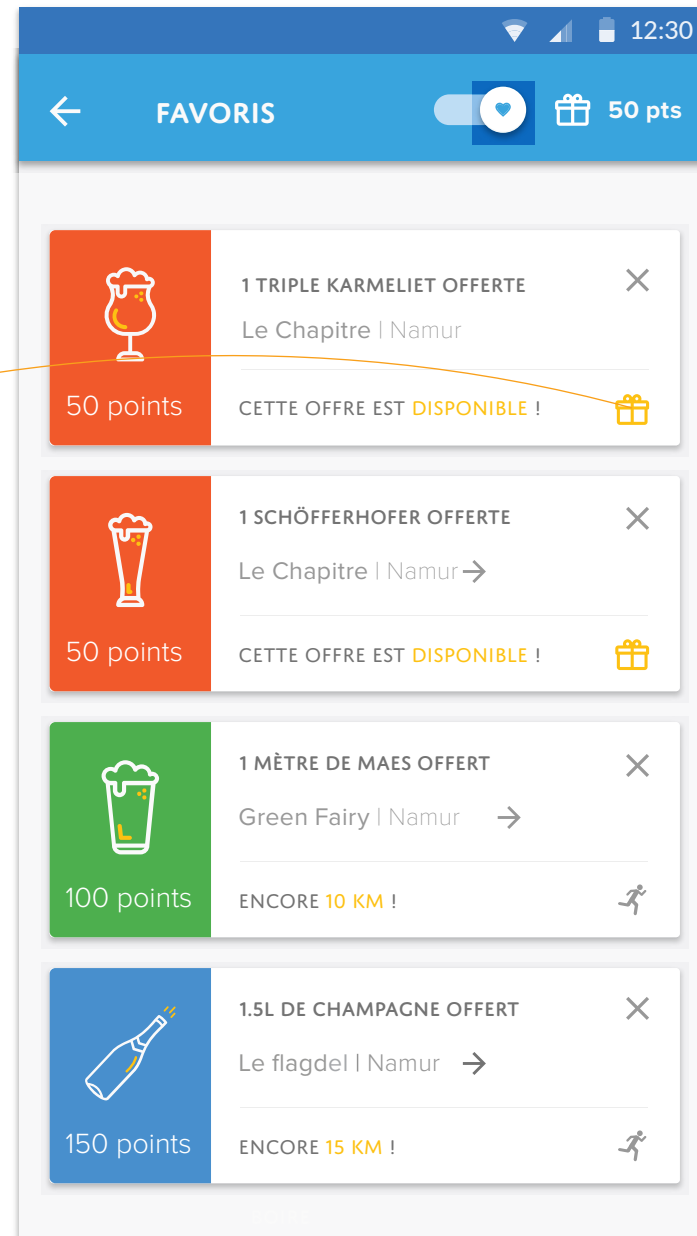 12:30
FAVORIS
50 pts
1 TRIPLE KARMELIET OFFERTE
Le Chapitre | Namur
50 points
CETTE OFFRE EST DISPONIBLE !
1 SCHÖFFERHOFER OFFERTE
Le Chapitre | Namur
50 points
CETTE OFFRE EST DISPONIBLE !
1 MÈTRE DE MAES OFFERT
Green Fairy | Namur
100 points
ENCORE 10 KM !
1.5L DE CHAMPAGNE OFFERT
Le flagdel | Namur
150 points
ENCORE 15 KM !